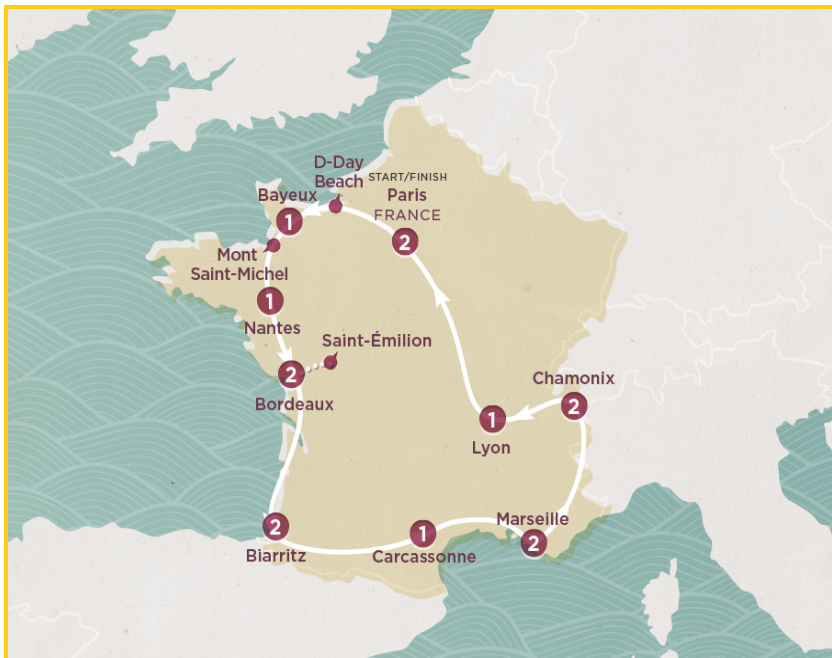 D-Day
Beach
START/FINISH
Paris
FRANCE
2
Bayeux
1
Mont
Saint-Michel
1
Nantes
Saint-Émilion
2
Bordeaux
Chamonix
2
1
Lyon
2
Biarritz
1
Carcassonne
Marseille
2